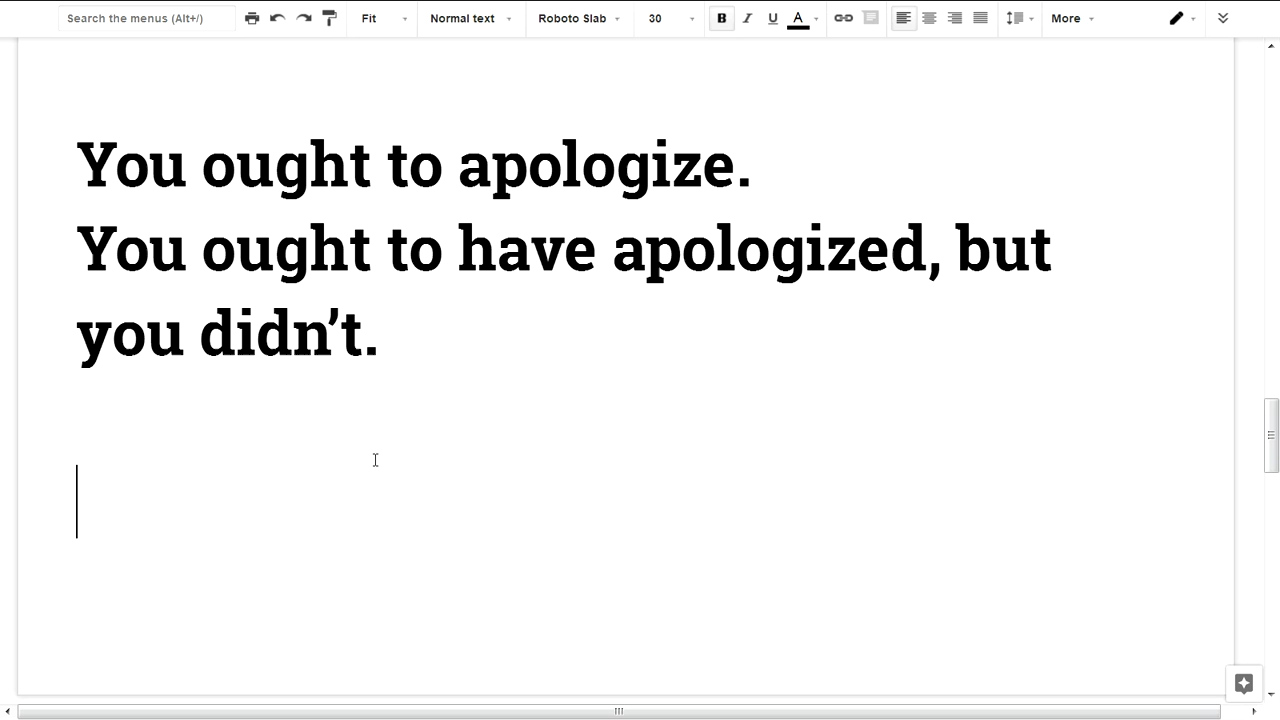 Search the menus (Alt+/) Fit Normal text Roboto Slab 30 B I U A More
You ought to apologize.
You ought to have apologized, but
you didn’t.